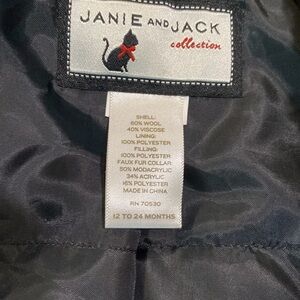 JANIE AND JACK
collection
SHELL:
60% WOOL
40% VISCOSE
LINING:
100% POLYESTER
FILLING:
100% POLYESTER
FAUX FUR COLLAR:
50% MODACRYLIC
34% ACRYLIC
16% POLYESTER
MADE IN CHINA
RN 70530
12 TO 24 MONTHS